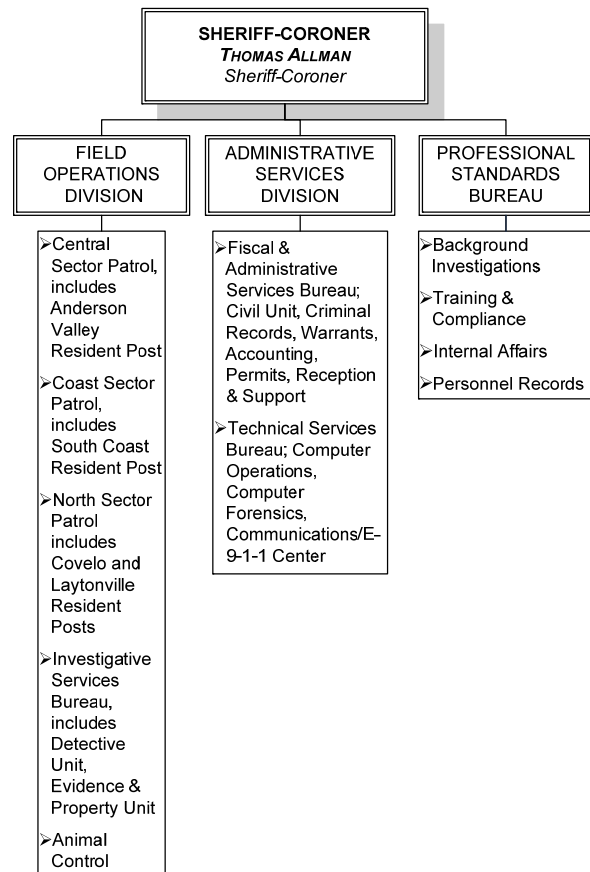 SHERIFF-CORONER
THOMAS ALLMAN
Sheriff-Coroner
FIELD
OPERATIONS
DIVISION
➢Central
Sector Patrol,
includes
Anderson
Valley
Resident Post
➢Coast Sector
Patrol,
includes
South Coast
Resident Post
➢North Sector
Patrol
includes
Covelo and
Laytonville
Resident
Posts
➢Investigative
Services
Bureau,
includes
Detective
Unit,
Evidence &
Property Unit
➢Animal
Control
ADMINISTRATIVE
SERVICES
DIVISION
➢Fiscal &
Administrative
Services Bureau;
Civil Unit, Criminal
Records, Warrants,
Accounting,
Permits, Reception
& Support
➢Technical Services
Bureau; Computer
Operations,
Computer
Forensics,
Communications/E-
9-1-1 Center
PROFESSIONAL
STANDARDS
BUREAU
➢Background
Investigations
➢Training &
Compliance
➢Internal Affairs
➢Personnel Records